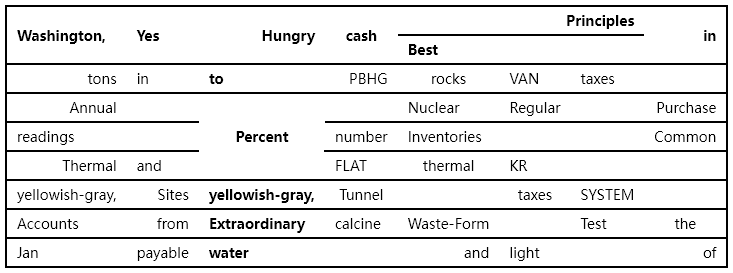 Principles
Washington, Yes Hungry cash in
Best
tons in to PBHG rocks VAN taxes
Annual Nuclear Regular Purchase
readings Percent number Inventories Common
Thermal and FLAT thermal KR
yellowish-gray, Sites yellowish-gray, Tunnel taxes SYSTEM
Accounts from Extraordinary calcine Waste-Form Test the
Jan payable water and light of